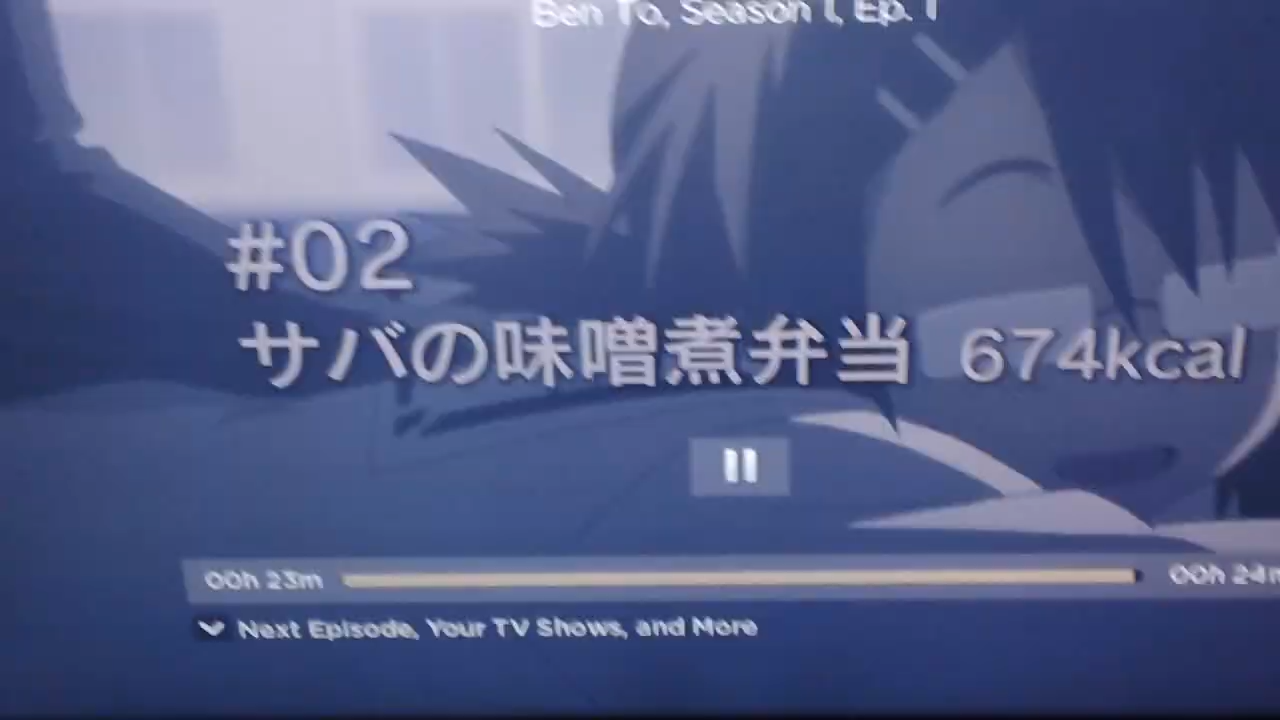 Ben To, Season 1, Ep. 1
#02
サバの味噌煮弁当 674kcal
00h 23m
00h 24m
Next Episode, Your TV Shows, and More